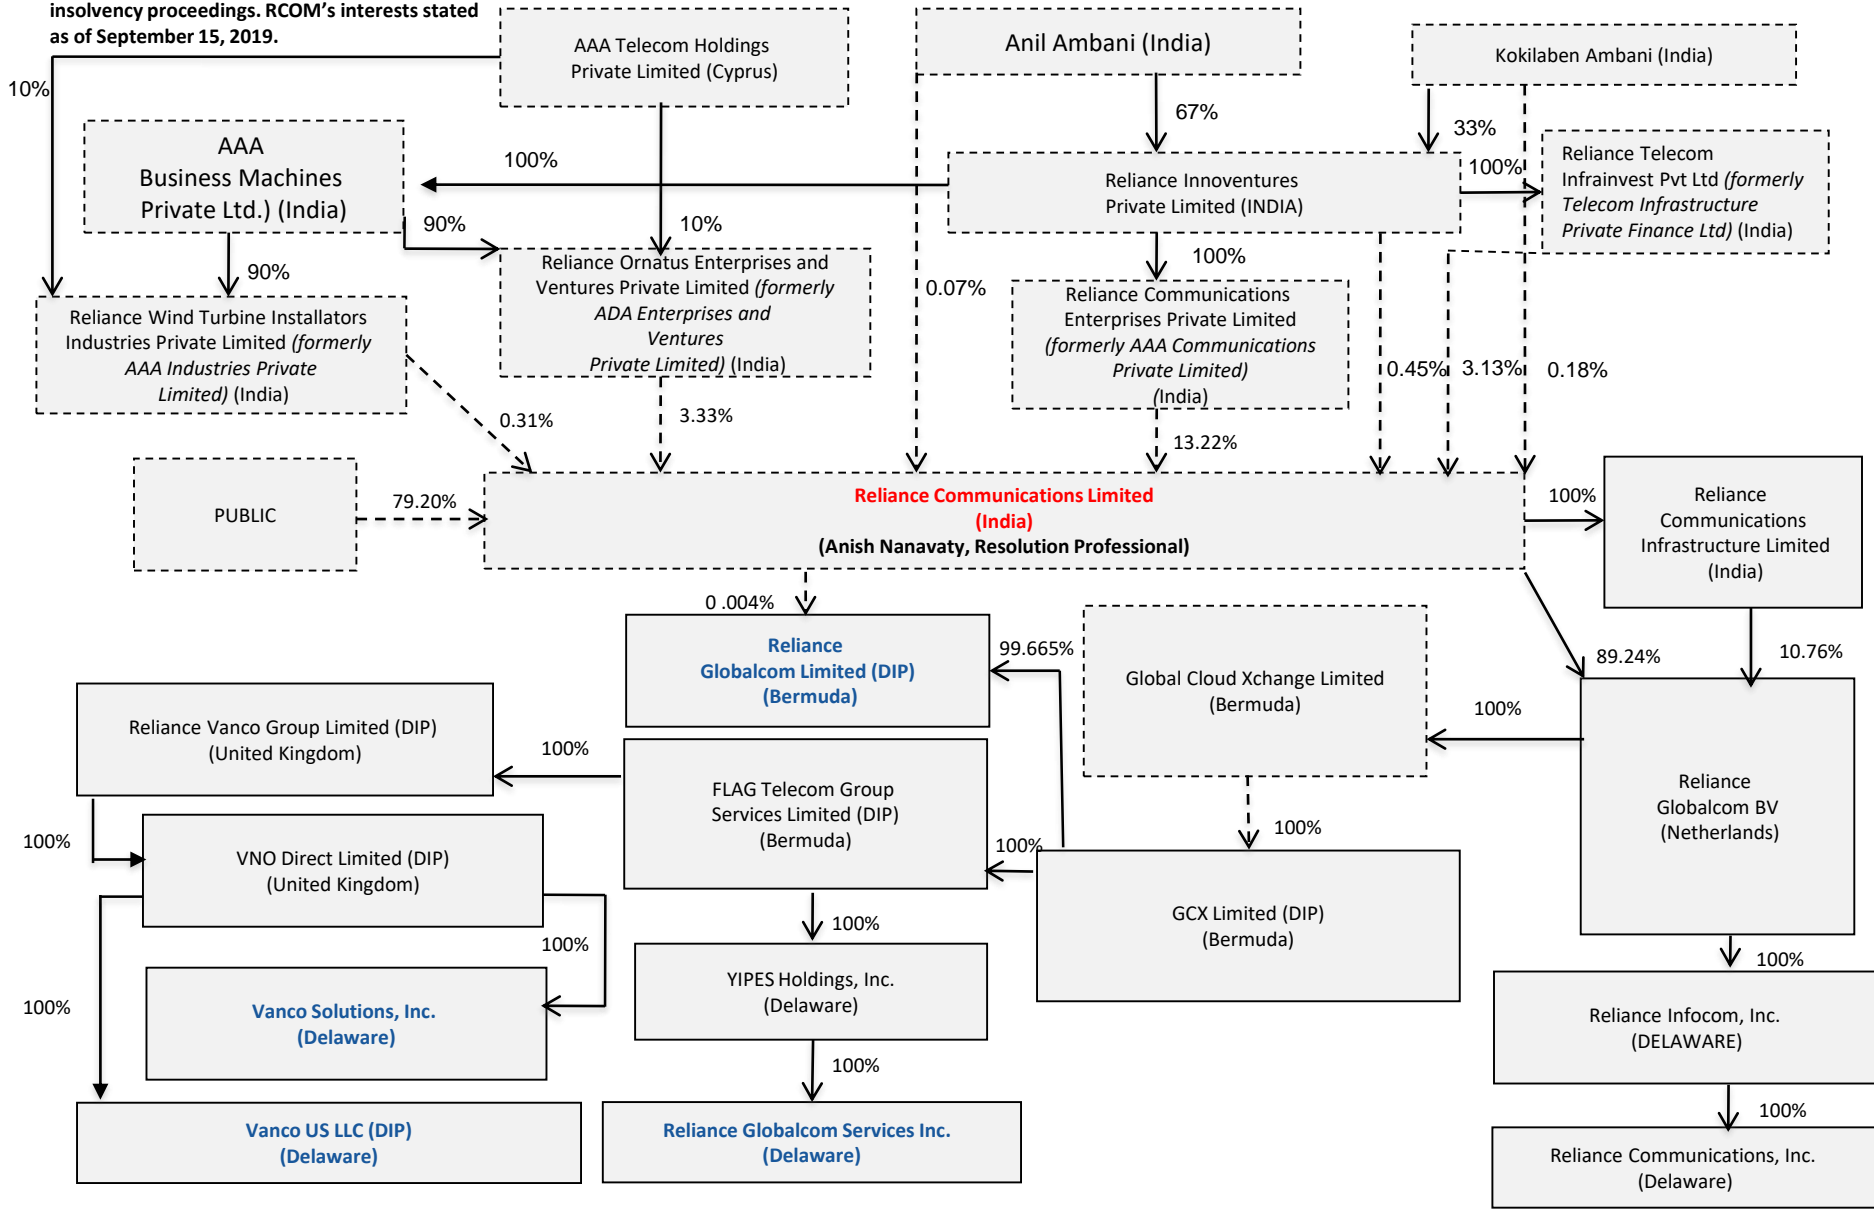 insolvency proceedings. RCOM's interests stated
as of September 15, 2019.
AAA Telecom Holdings
Private Limited (Cyprus)
Anil Ambani (India)
Kokilaben Ambani (India)
10%
67%
33%
AAA
Business Machines
Private Ltd.) (India)
100%
Reliance Innoventures
Private Limited (INDIA)
100%
Reliance Telecom
Infrainvest Pvt Ltd (formerly
Telecom Infrastructure
Private Finance Ltd) (India)
90%
10%
90%
100%
Reliance Wind Turbine Installators
Industries Private Limited (formerly
AAA Industries Private
Limited) (India)
Reliance Ornatus Enterprises and
Ventures Private Limited (formerly
ADA Enterprises and
Ventures
Private Limited) (India)
0.07%
Reliance Communications
Enterprises Private Limited
(formerly AAA Communications
Private Limited)
(India)
0.45%
3.13%
0.18%
0.31%
3.33%
13.22%
PUBLIC
79.20%
Reliance Communications Limited
(India)
(Anish Nanavaty, Resolution Professional)
100%
Reliance
Communications
Infrastructure Limited
(India)
0 .004%
Reliance
Globalcom Limited (DIP)
(Bermuda)
99.665%
Global Cloud Xchange Limited
(Bermuda)
89.24%
10.76%
100%
Reliance Vanco Group Limited (DIP)
(United Kingdom)
100%
FLAG Telecom Group
Services Limited (DIP)
(Bermuda)
Reliance
Globalcom BV
(Netherlands)
100%
VNO Direct Limited (DIP)
(United Kingdom)
100%
100%
GCX Limited (DIP)
(Bermuda)
100%
100%
100%
Vanco Solutions, Inc.
(Delaware)
YIPES Holdings, Inc.
(Delaware)
100%
Reliance Infocom, Inc.
(DELAWARE)
100%
100%
100%
Vanco US LLC (DIP)
(Delaware)
Reliance Globalcom Services Inc.
(Delaware)
Reliance Communications, Inc.
(Delaware)